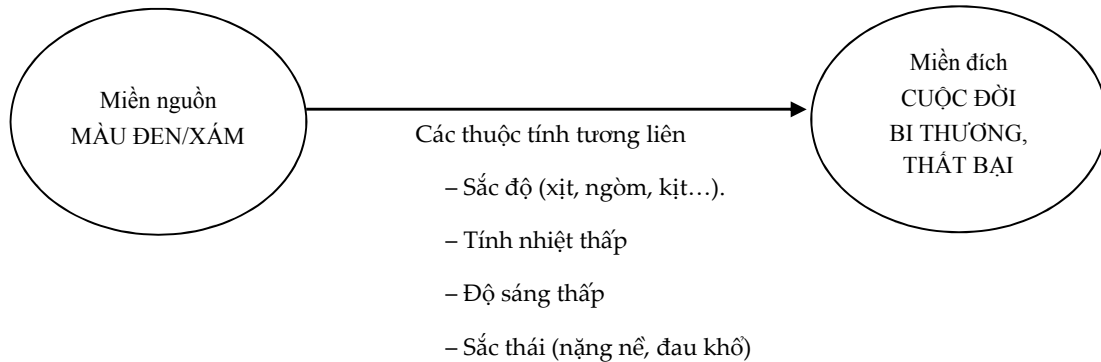 Miền nguồn
MÀU ĐEN/XÁM
Các thuộc tính tương liên
– Sắc độ (xịt, ngòm, kịt…).
– Tính nhiệt thấp
– Độ sáng thấp
– Sắc thái (nặng nề, đau khổ)
Miền đích
CUỘC ĐỜI
BI THƯƠNG,
THẤT BẠI